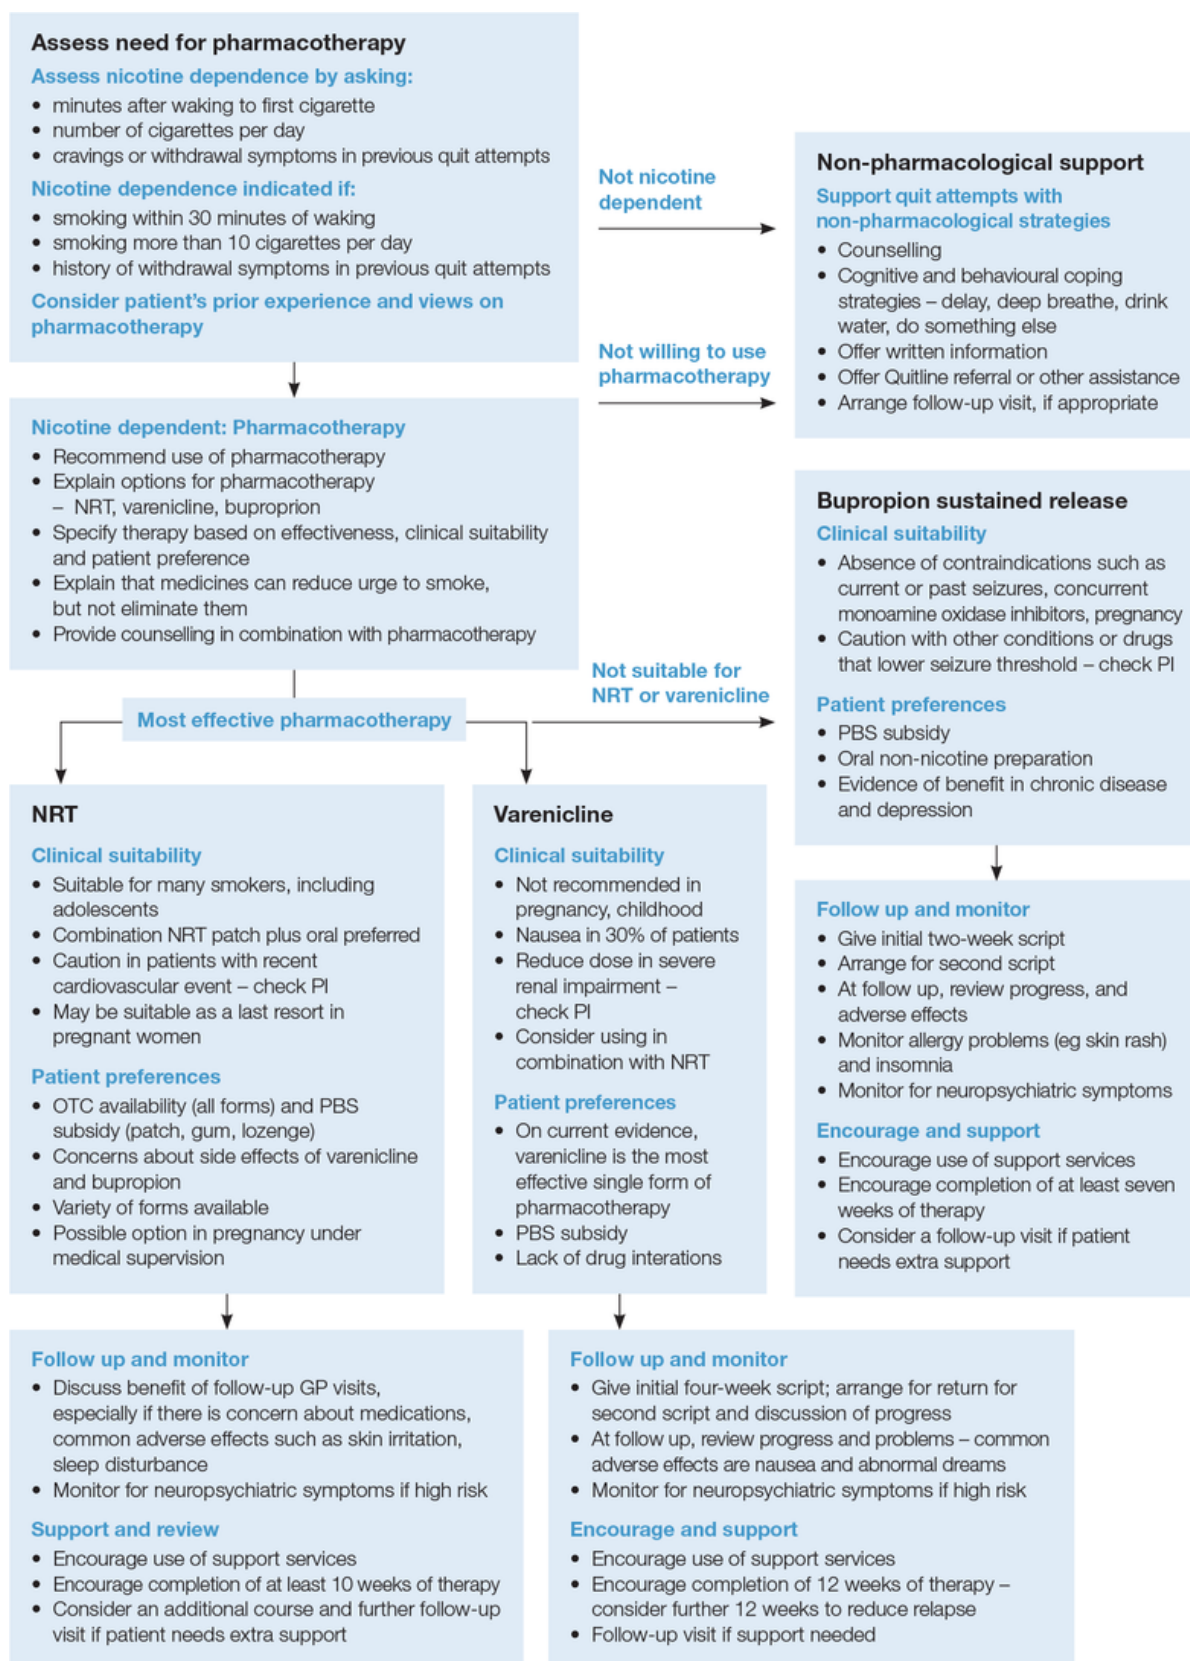 Assess need for pharmacotherapy
Assess nicotine dependence by asking:
• minutes after waking to first cigarette
• number of cigarettes per day
• cravings or withdrawal symptoms in previous quit attempts
Nicotine dependence indicated if:
• smoking within 30 minutes of waking
• smoking more than 10 cigarettes per day
• history of withdrawal symptoms in previous quit attempts
Consider patient's prior experience and views on
pharmacotherapy
Not nicotine
dependent
Not willing to use
pharmacotherapy
Non-pharmacological support
Support quit attempts with
non-pharmacological strategies
• Counselling
• Cognitive and behavioural coping
strategies – delay, deep breathe, drink
water, do something else
• Offer written information
• Offer Quitline referral or other assistance
• Arrange follow-up visit, if appropriate
Nicotine dependent: Pharmacotherapy
• Recommend use of pharmacotherapy
• Explain options for pharmacotherapy
– NRT, varenicline, buproprion
• Specify therapy based on effectiveness, clinical suitability
and patient preference
• Explain that medicines can reduce urge to smoke,
but not eliminate them
• Provide counselling in combination with pharmacotherapy
Not suitable for
NRT or varenicline
Most effective pharmacotherapy
Bupropion sustained release
Clinical suitability
• Absence of contraindications such as
current or past seizures, concurrent
monoamine oxidase inhibitors, pregnancy
• Caution with other conditions or drugs
that lower seizure threshold – check PI
Patient preferences
• PBS subsidy
• Oral non-nicotine preparation
• Evidence of benefit in chronic disease
and depression
NRT
Clinical suitability
• Suitable for many smokers, including
adolescents
• Combination NRT patch plus oral preferred
• Caution in patients with recent
cardiovascular event – check PI
• May be suitable as a last resort in
pregnant women
Patient preferences
• OTC availability (all forms) and PBS
subsidy (patch, gum, lozenge)
• Concerns about side effects of varenicline
and bupropion
• Variety of forms available
• Possible option in pregnancy under
medical supervision
Varenicline
Clinical suitability
• Not recommended in
pregnancy, childhood
• Nausea in 30% of patients
• Reduce dose in severe
renal impairment –
check PI
• Consider using in
combination with NRT
Patient preferences
• On current evidence,
varenicline is the most
effective single form of
pharmacotherapy
• PBS subsidy
• Lack of drug interations
Follow up and monitor
• Give initial two-week script
• Arrange for second script
• At follow up, review progress, and
adverse effects
• Monitor allergy problems (eg skin rash)
and insomnia
• Monitor for neuropsychiatric symptoms
Encourage and support
• Encourage use of support services
• Encourage completion of at least seven
weeks of therapy
• Consider a follow-up visit if patient
needs extra support
Follow up and monitor
• Discuss benefit of follow-up GP visits,
especially if there is concern about medications,
common adverse effects such as skin irritation,
sleep disturbance
• Monitor for neuropsychiatric symptoms if high risk
Support and review
• Encourage use of support services
• Encourage completion of at least 10 weeks of therapy
• Consider an additional course and further follow-up
visit if patient needs extra support
Follow up and monitor
• Give initial four-week script; arrange for return for
second script and discussion of progress
• At follow up, review progress and problems – common
adverse effects are nausea and abnormal dreams
• Monitor for neuropsychiatric symptoms if high risk
Encourage and support
• Encourage use of support services
• Encourage completion of 12 weeks of therapy –
consider further 12 weeks to reduce relapse
• Follow-up visit if support needed